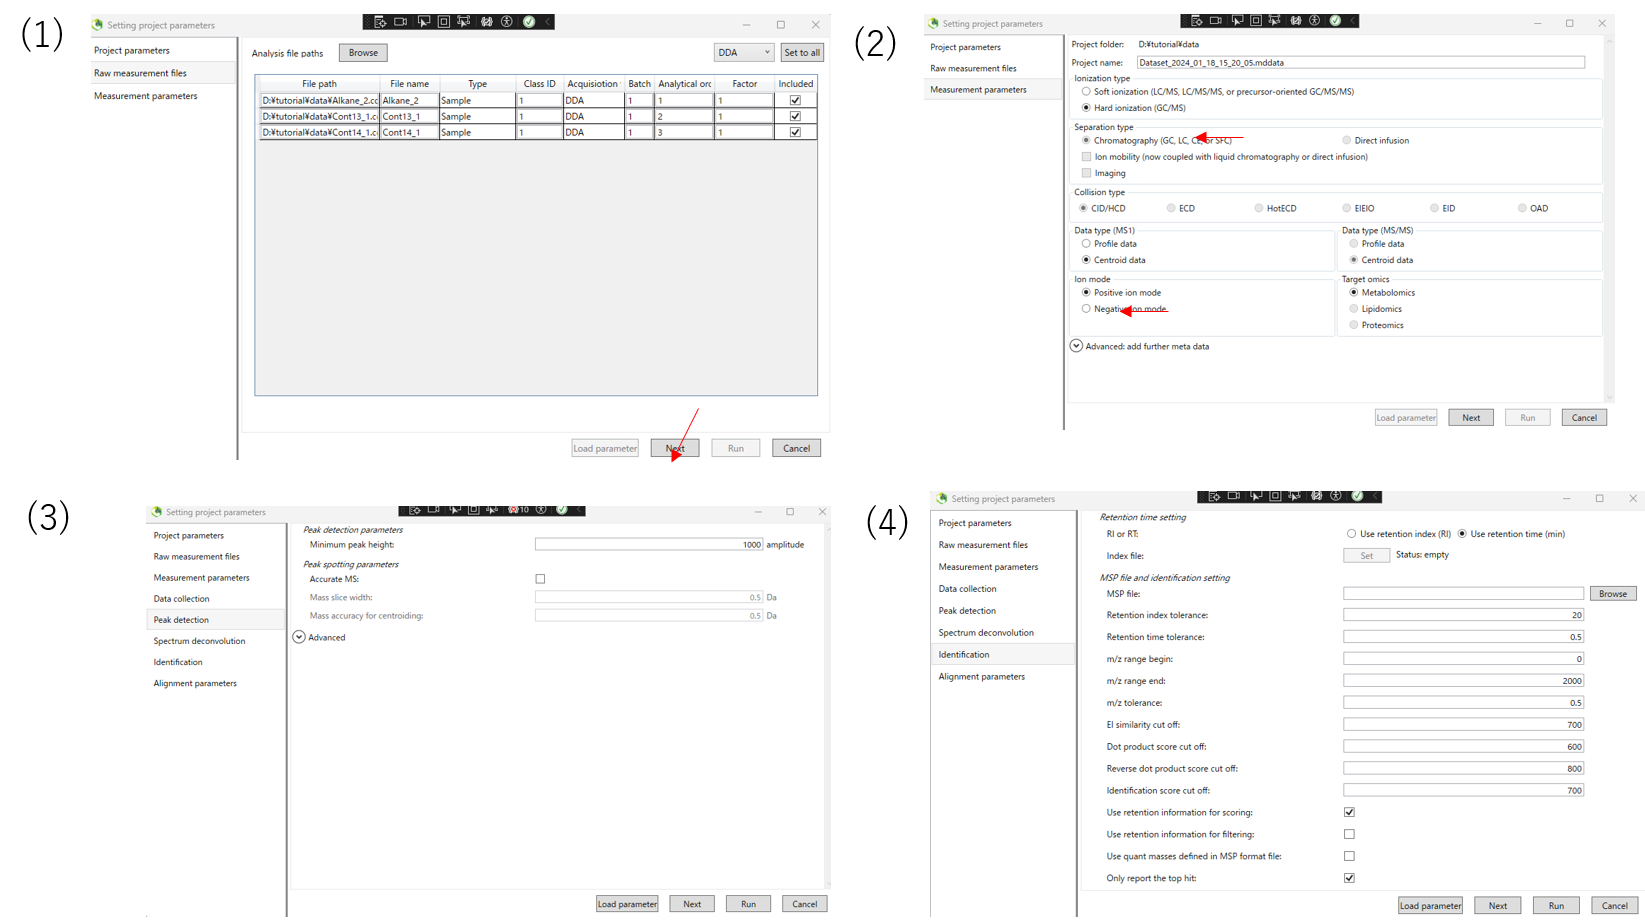 (1)
Setting project parameters
Project parameters
Raw measurement files
Measurement parameters
Analysis file paths Browse DDA Set to all
File path File name Type Class ID Acquisiotion Batch Analytical orc Factor Included
D:¥tutorial¥data¥Alkane_2.cc Alkane_2 Sample 1 DDA 1 1 1
D:¥tutorial¥data¥Cont13_1.c Cont13_1 Sample 1 DDA 1 2 1
D:¥tutorial¥data¥Cont14_1.c Cont14_1 Sample 1 DDA 1 3 1
Load parameter Next Run Cancel
(2)
Setting project parameters
Project parameters
Raw measurement files
Measurement parameters
Project folder: D:¥tutorial¥data
Project name: Dataset_2024_01_18_15_20_05.mddata
Ionization type
Soft ionization (LC/MS, LC/MS/MS, or precursor-oriented GC/MS/MS)
Hard ionization (GC/MS)
Separation type
Chromatography (GC, LC, CE, or SFC) Direct infusion
Ion mobility (now coupled with liquid chromatography or direct infusion)
Imaging
Collision type
CID/HCD ECD HotECD EIEIO EID OAD
Data type (MS1) Data type (MS/MS)
Profile data Profile data
Centroid data Centroid data
Ion mode Target omics
Positive ion mode Metabolomics
Negative ion mode Lipidomics
Proteomics
Advanced: add further meta data
Load parameter Next Run Cancel
(3)
Setting project parameters
10
Project parameters
Raw measurement files
Measurement parameters
Data collection
Peak detection
Spectrum deconvolution
Identification
Alignment parameters
Peak detection parameters
Minimum peak height: 1000 amplitude
Peak spotting parameters
Accurate MS:
Mass slice width: 0.5 Da
Mass accuracy for centroiding: 0.5 Da
Advanced
Load parameter Next Run Cancel
(4)
Setting project parameters
Project parameters
Raw measurement files
Measurement parameters
Data collection
Peak detection
Spectrum deconvolution
Identification
Alignment parameters
Retention time setting
RI or RT: Use retention index (RI) Use retention time (min)
Index file: Set Status: empty
MSP file and identification setting
MSP file: Browse
Retention index tolerance: 20
Retention time tolerance: 0.5
m/z range begin: 0
m/z range end: 2000
m/z tolerance: 0.5
EI similarity cut off: 700
Dot product score cut off: 600
Reverse dot product score cut off: 800
Identification score cut off: 700
Use retention information for scoring:
Use retention information for filtering:
Use quant masses defined in MSP format file:
Only report the top hit:
Load parameter Next Run Cancel